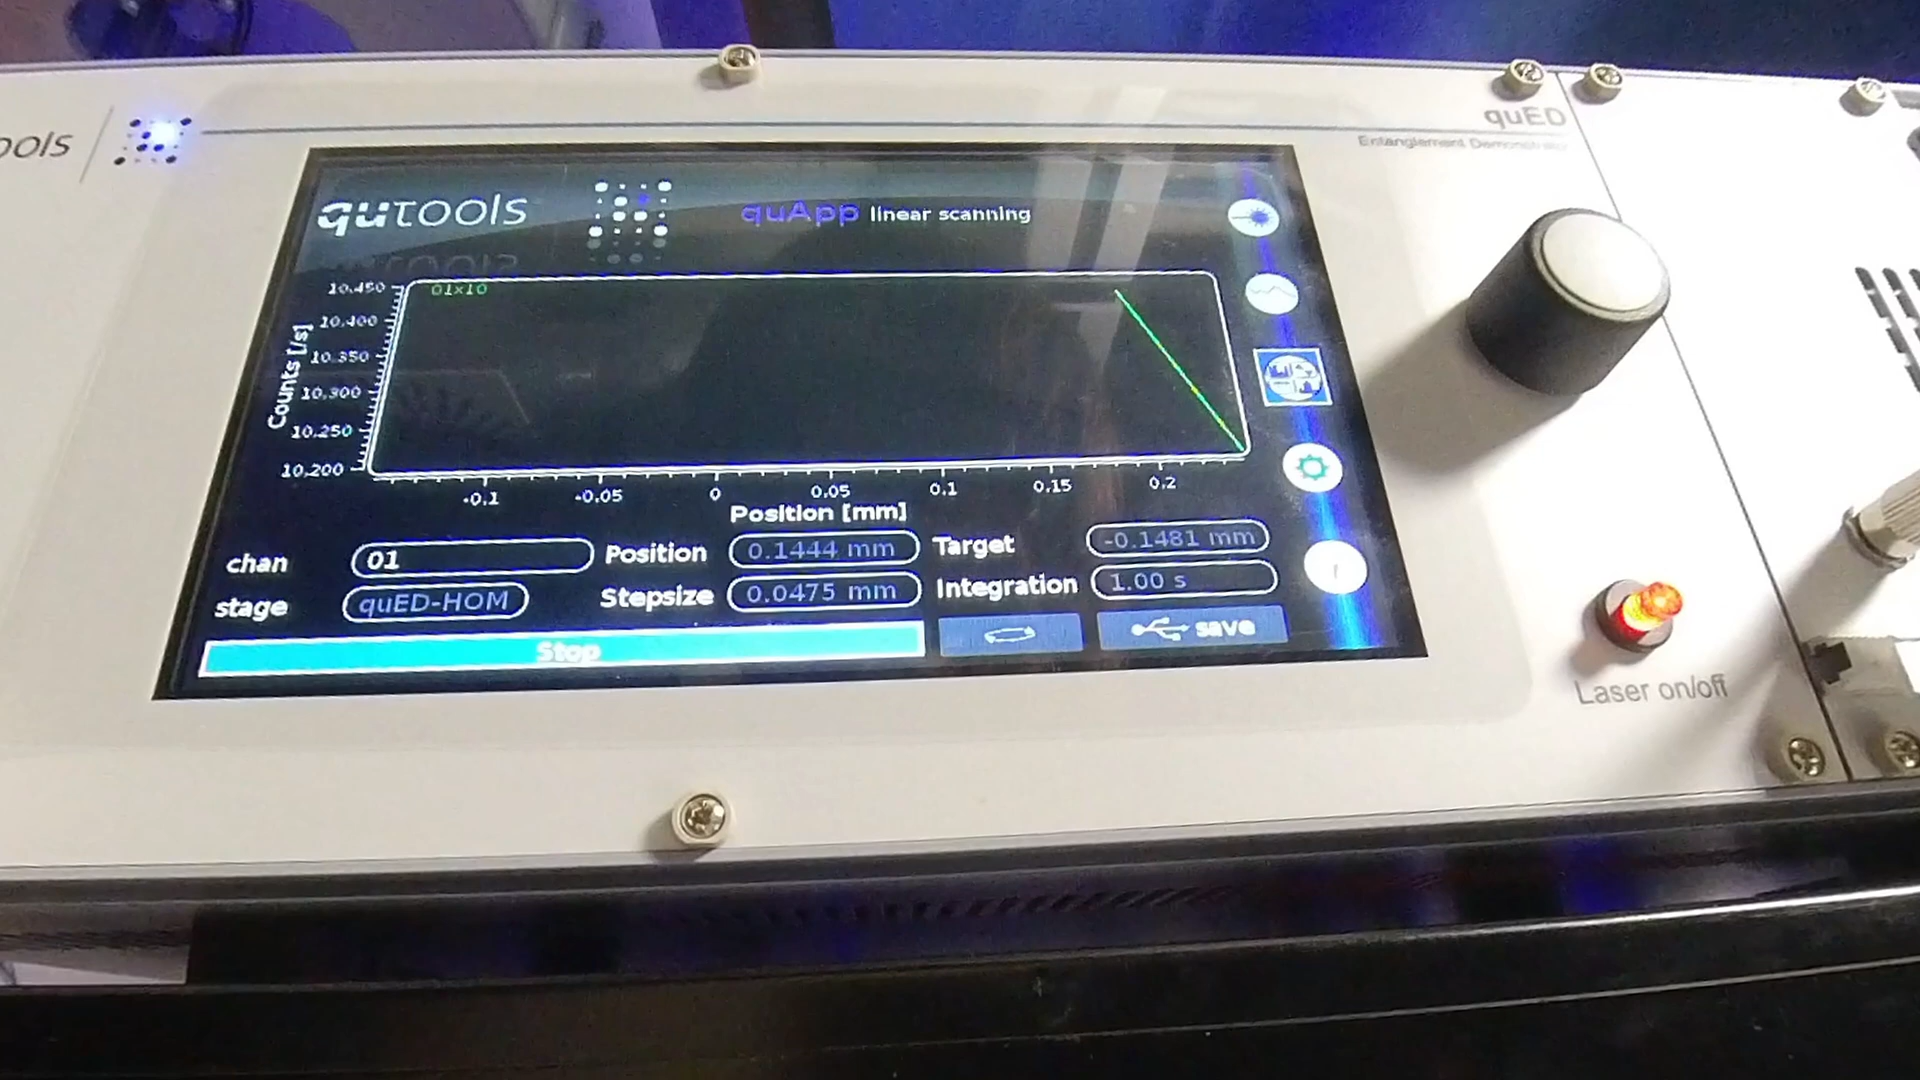 ools
quED
Entanglement Demonstrator
quTOOLS
quApp linear scanning
01x10
10,450
10,400
10,350
10,300
10,250
10,200
Counts [/s]
-0.1 -0.05 0 0.05 0.1 0.15 0.2
Position [mm]
chan 01 Position 0.1444 mm Target -0.1481 mm
stage quED-HOM Stepsize 0.0475 mm Integration 1.00 s
Stop save
Laser on/off